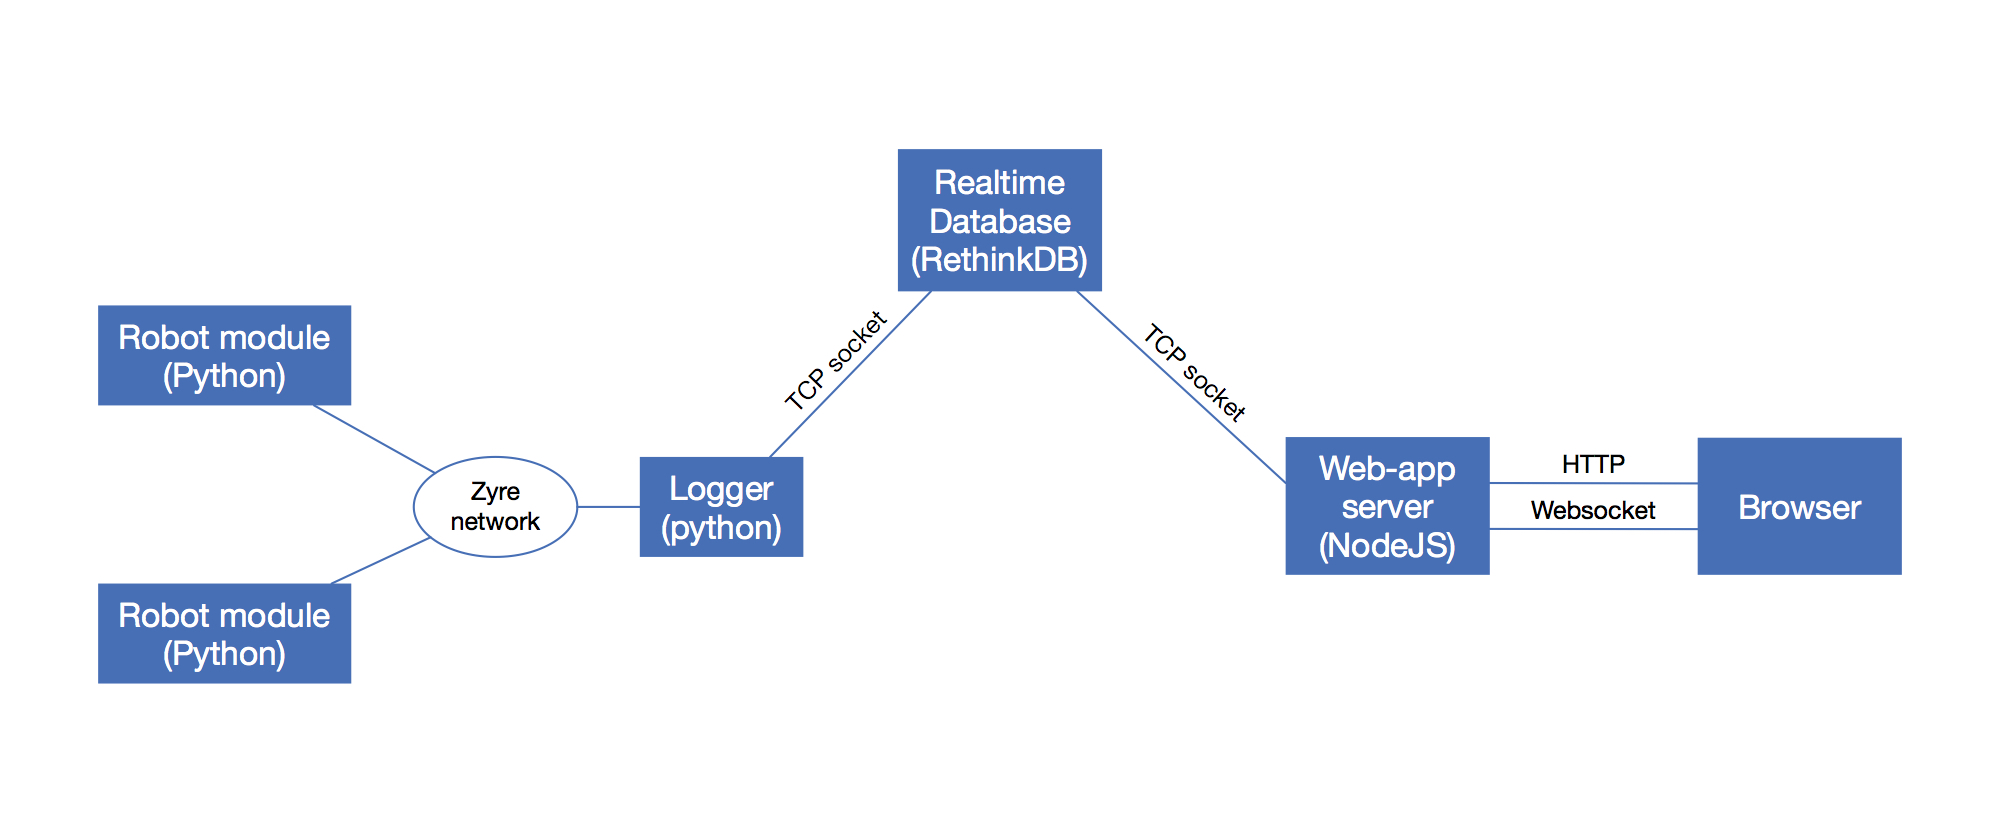 Realtime
Database
(RethinkDB)
TCP socket
TCP socket
Robot module
(Python)
Zyre
network
Logger
(python)
Web-app
server
(NodeJS)
HTTP
Websocket
Browser
Robot module
(Python)